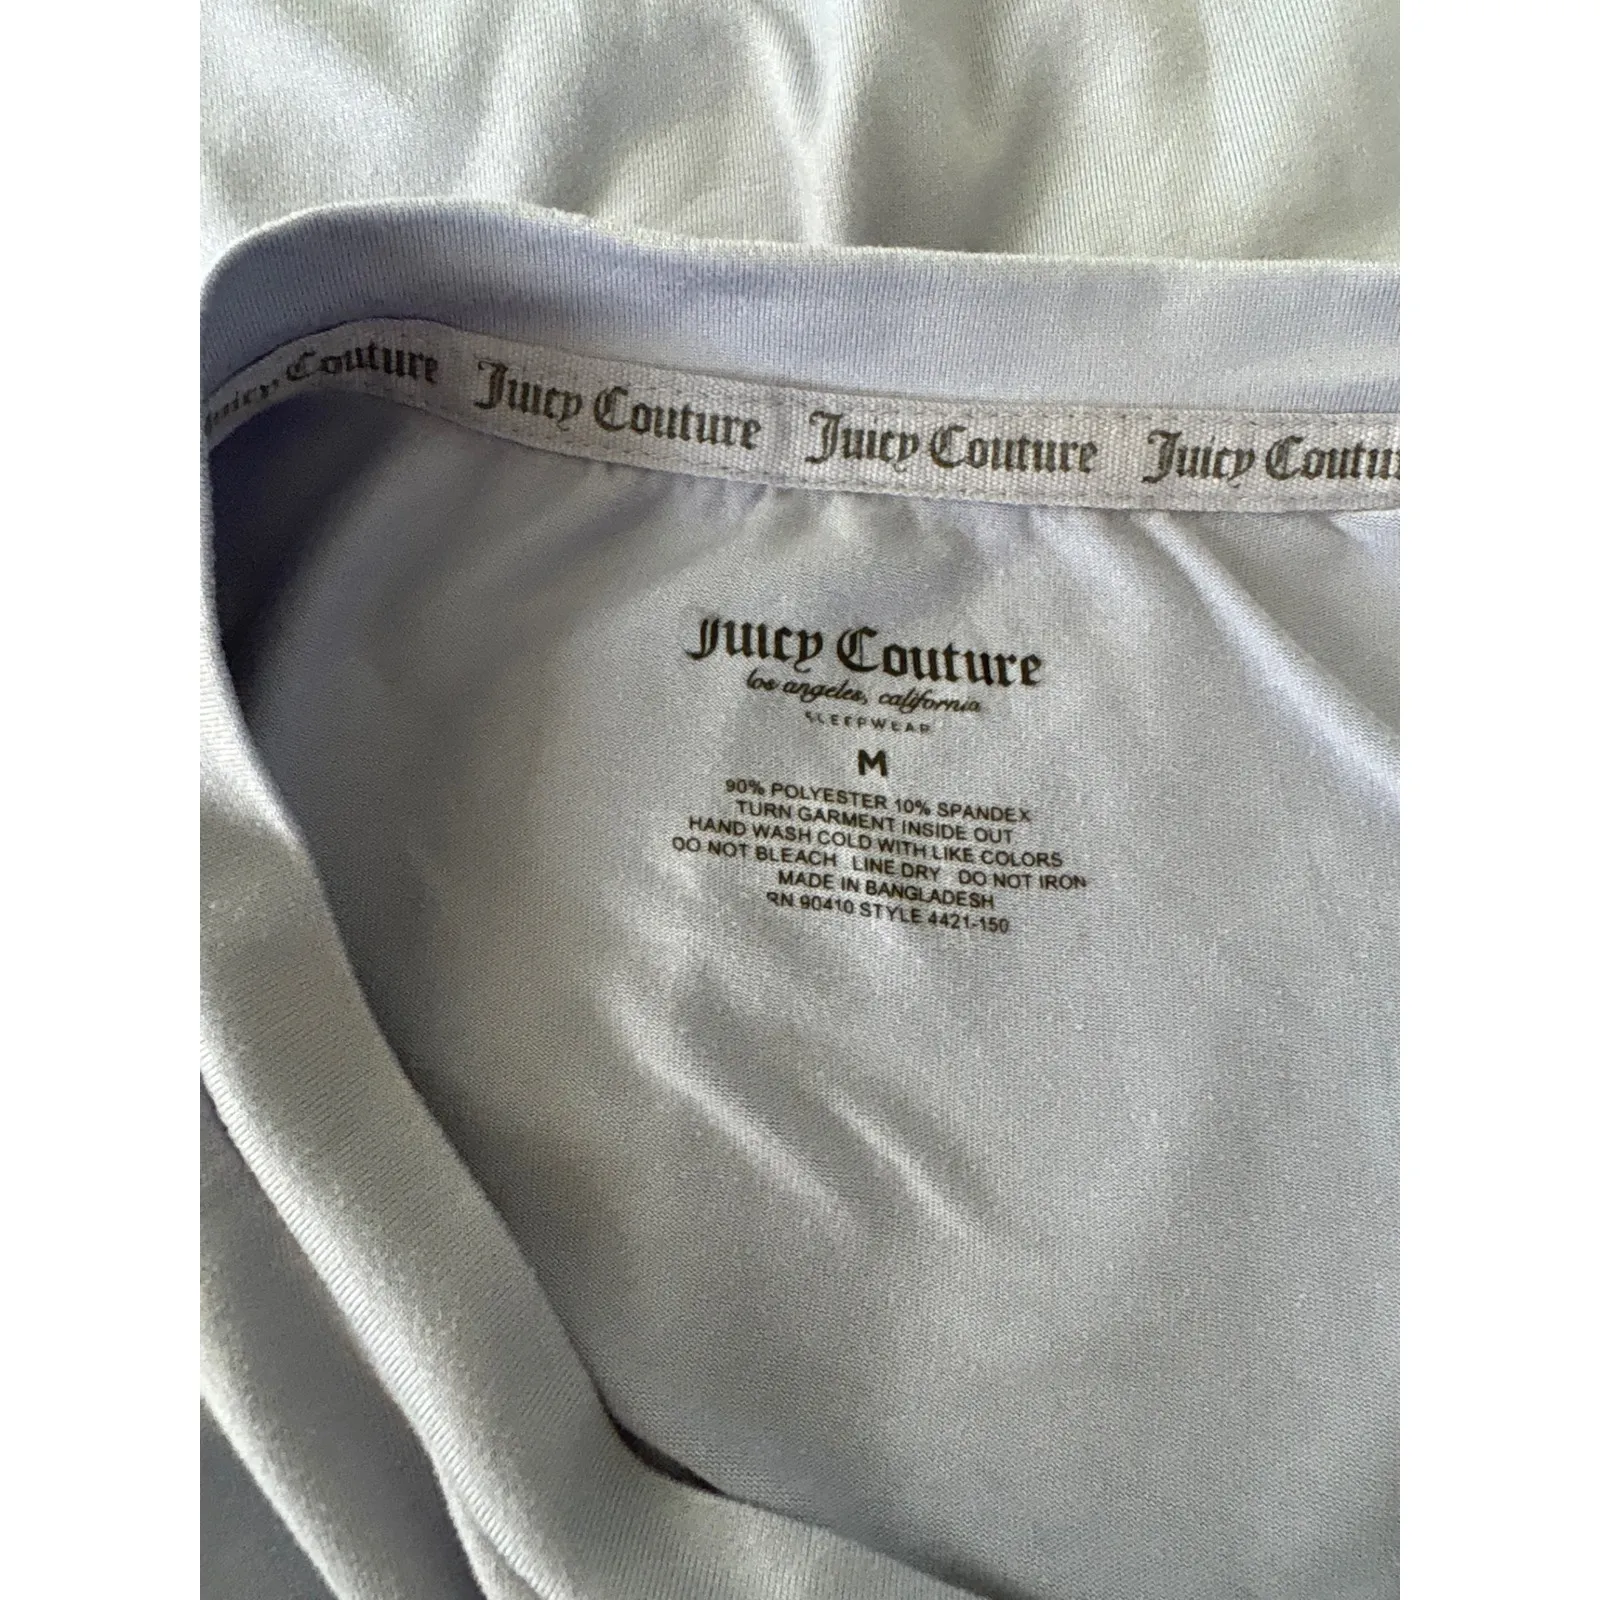 Juicy Couture Juicy Couture Juicy Couture Juicy Coutu
Juicy Couture
los angeles, california
SLEEPWEAR
M
90% POLYESTER 10% SPANDEX
TURN GARMENT INSIDE OUT
HAND WASH COLD WITH LIKE COLORS
DO NOT BLEACH LINE DRY DO NOT IRON
MADE IN BANGLADESH
RN 90410 STYLE 4421-150